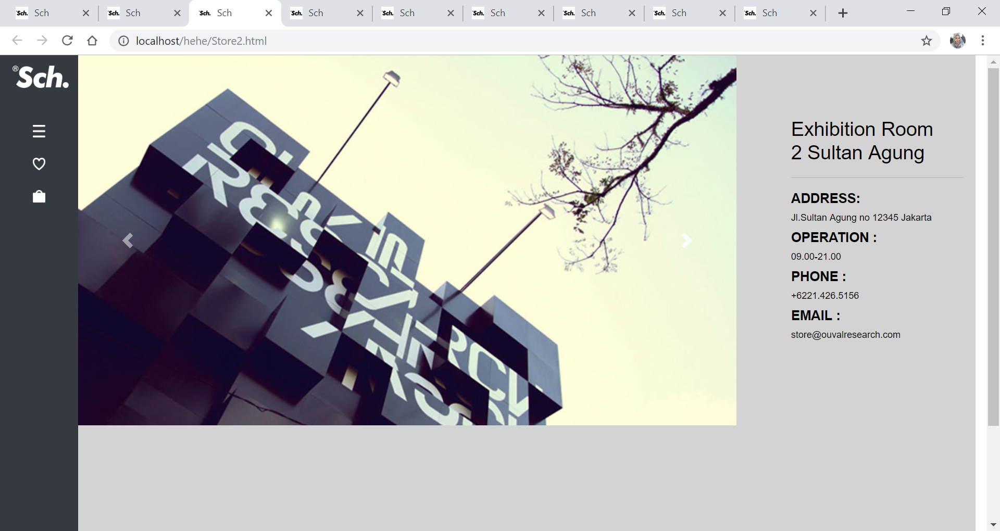 Sch. Sch
Sch. Sch
Sch. Sch
Sch. Sch
Sch. Sch
Sch. Sch
Sch. Sch
Sch. Sch
Sch. Sch
localhost/hehe/Store2.html
®Sch.
Exhibition Room
2 Sultan Agung
ADDRESS:
Jl.Sultan Agung no 12345 Jakarta
OPERATION :
09.00-21.00
PHONE :
+6221.426.5156
EMAIL :
store@ouvalresearch.com